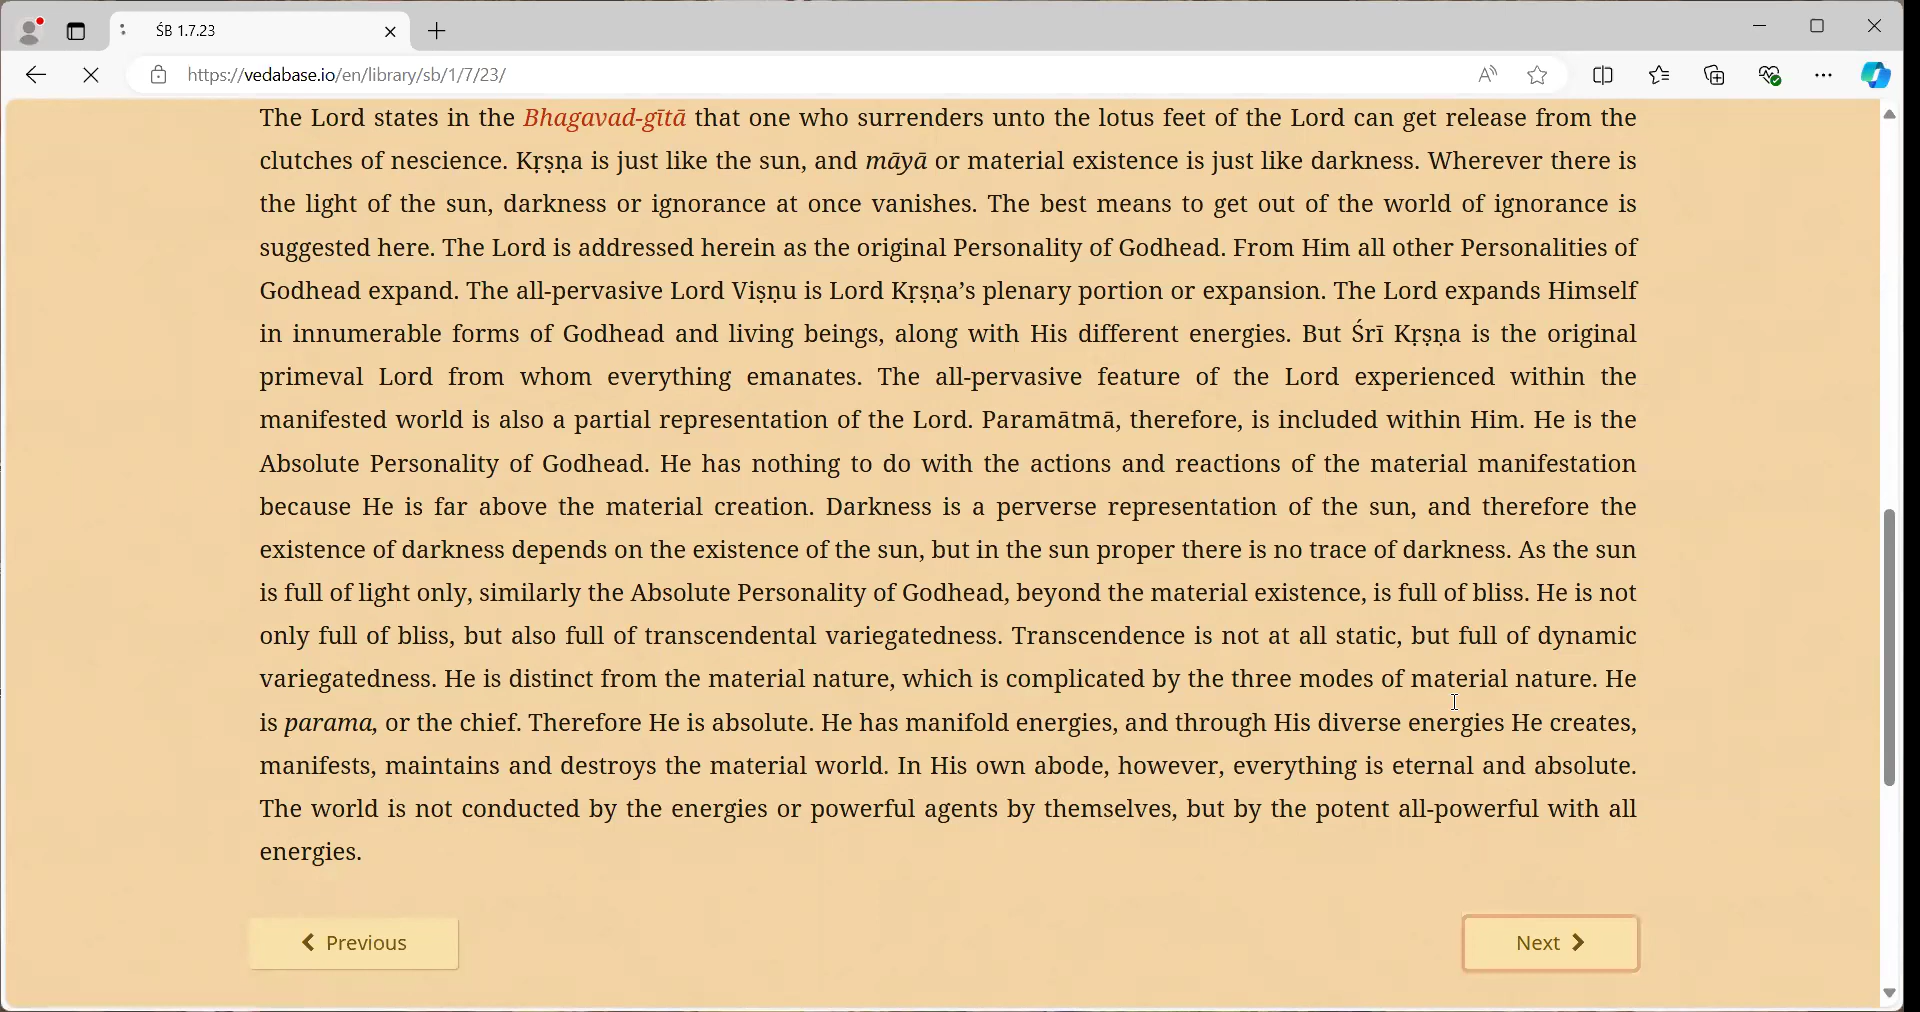 ŚB 1.7.23
https://vedabase.io/en/library/sb/1/7/23/
The Lord states in the Bhagavad-gītā that one who surrenders unto the lotus feet of the Lord can get release from the
clutches of nescience. Kṛṣṇa is just like the sun, and māyā or material existence is just like darkness. Wherever there is
the light of the sun, darkness or ignorance at once vanishes. The best means to get out of the world of ignorance is
suggested here. The Lord is addressed herein as the original Personality of Godhead. From Him all other Personalities of
Godhead expand. The all-pervasive Lord Viṣṇu is Lord Kṛṣṇa’s plenary portion or expansion. The Lord expands Himself
in innumerable forms of Godhead and living beings, along with His different energies. But Śrī Kṛṣṇa is the original
primeval Lord from whom everything emanates. The all-pervasive feature of the Lord experienced within the
manifested world is also a partial representation of the Lord. Paramātmā, therefore, is included within Him. He is the
Absolute Personality of Godhead. He has nothing to do with the actions and reactions of the material manifestation
because He is far above the material creation. Darkness is a perverse representation of the sun, and therefore the
existence of darkness depends on the existence of the sun, but in the sun proper there is no trace of darkness. As the sun
is full of light only, similarly the Absolute Personality of Godhead, beyond the material existence, is full of bliss. He is not
only full of bliss, but also full of transcendental variegatedness. Transcendence is not at all static, but full of dynamic
variegatedness. He is distinct from the material nature, which is complicated by the three modes of material nature. He
is parama, or the chief. Therefore He is absolute. He has manifold energies, and through His diverse energies He creates,
manifests, maintains and destroys the material world. In His own abode, however, everything is eternal and absolute.
The world is not conducted by the energies or powerful agents by themselves, but by the potent all-powerful with all
energies.
Previous
Next